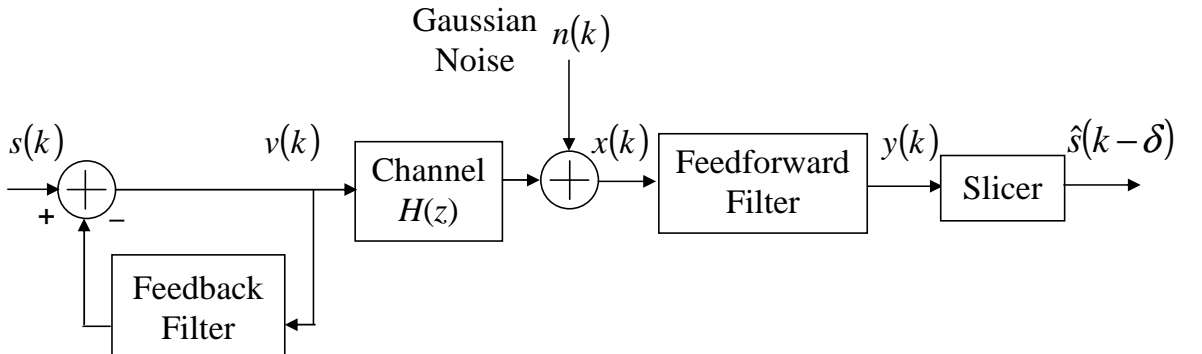 Gaussian
Noise
n(k)
s(k)
v(k)
x(k)
y(k)
ŝ(k − δ)
+
−
Channel
H(z)
Feedforward
Filter
Slicer
Feedback
Filter